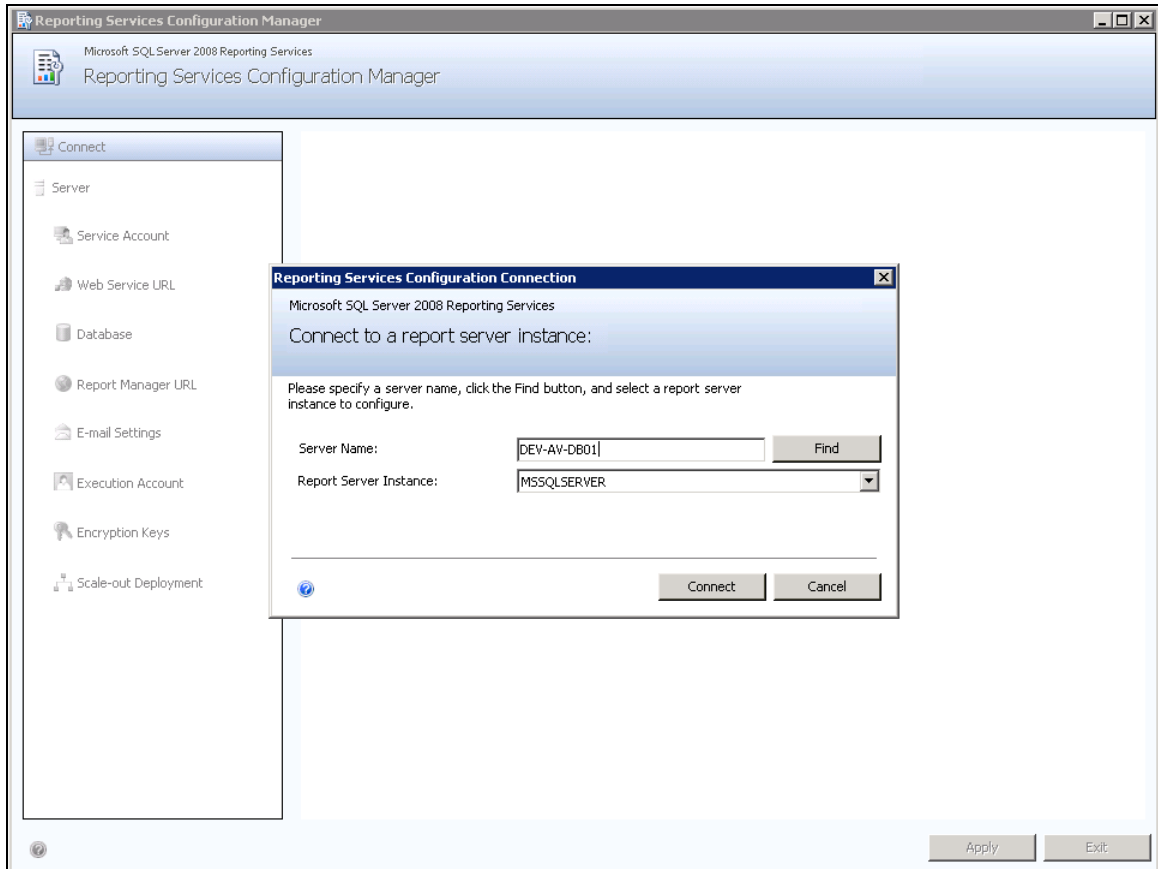 Reporting Services Configuration Manager
Microsoft SQL Server 2008 Reporting Services
Reporting Services Configuration Manager
Connect
Server
Service Account
Web Service URL
Database
Report Manager URL
E-mail Settings
Execution Account
Encryption Keys
Scale-out Deployment
Reporting Services Configuration Connection
Microsoft SQL Server 2008 Reporting Services
Connect to a report server instance:
Please specify a server name, click the Find button, and select a report server
instance to configure.
Server Name: DEV-AV-DB01 Find
Report Server Instance: MSSQLSERVER
Connect Cancel
Apply Exit